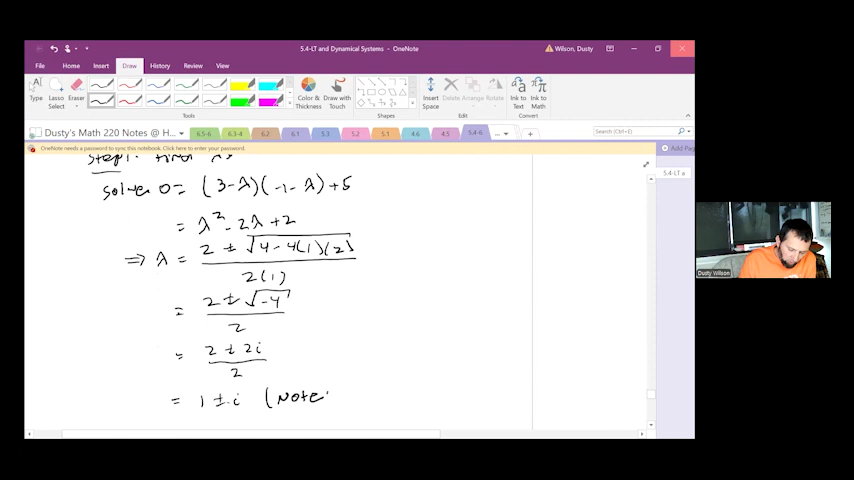 5.4-LT and Dynamical Systems - OneNote
Wilson, Dusty
File Home Insert Draw History Review View
Type
Lasso Select
Eraser
Color & Thickness
Draw with Touch
Insert Space
Delete
Arrange
Rotate
Ink to Text
Ink to Math
Tools
Shapes
Edit
Convert
Dusty's Math 220 Notes @ H...
6.5-6 6.3-4 6.2 6.1 5.3 5.2 5.1 4.6 4.5 5.4-6 ...
Search (Ctrl+E)
OneNote needs a password to sync this notebook. Click here to enter your password.
Add Pag
5.4-LT a
Step1: Find λs
solve 0 = (3-λ)(-1-λ)+5
= λ² - 2λ + 2
⇒ λ = 2 ± √4-4(1)(2) / 2(1)
= 2 ± √-4 / 2
= 2 ± 2i / 2
= 1 ± i (Note:
Dusty Wilson